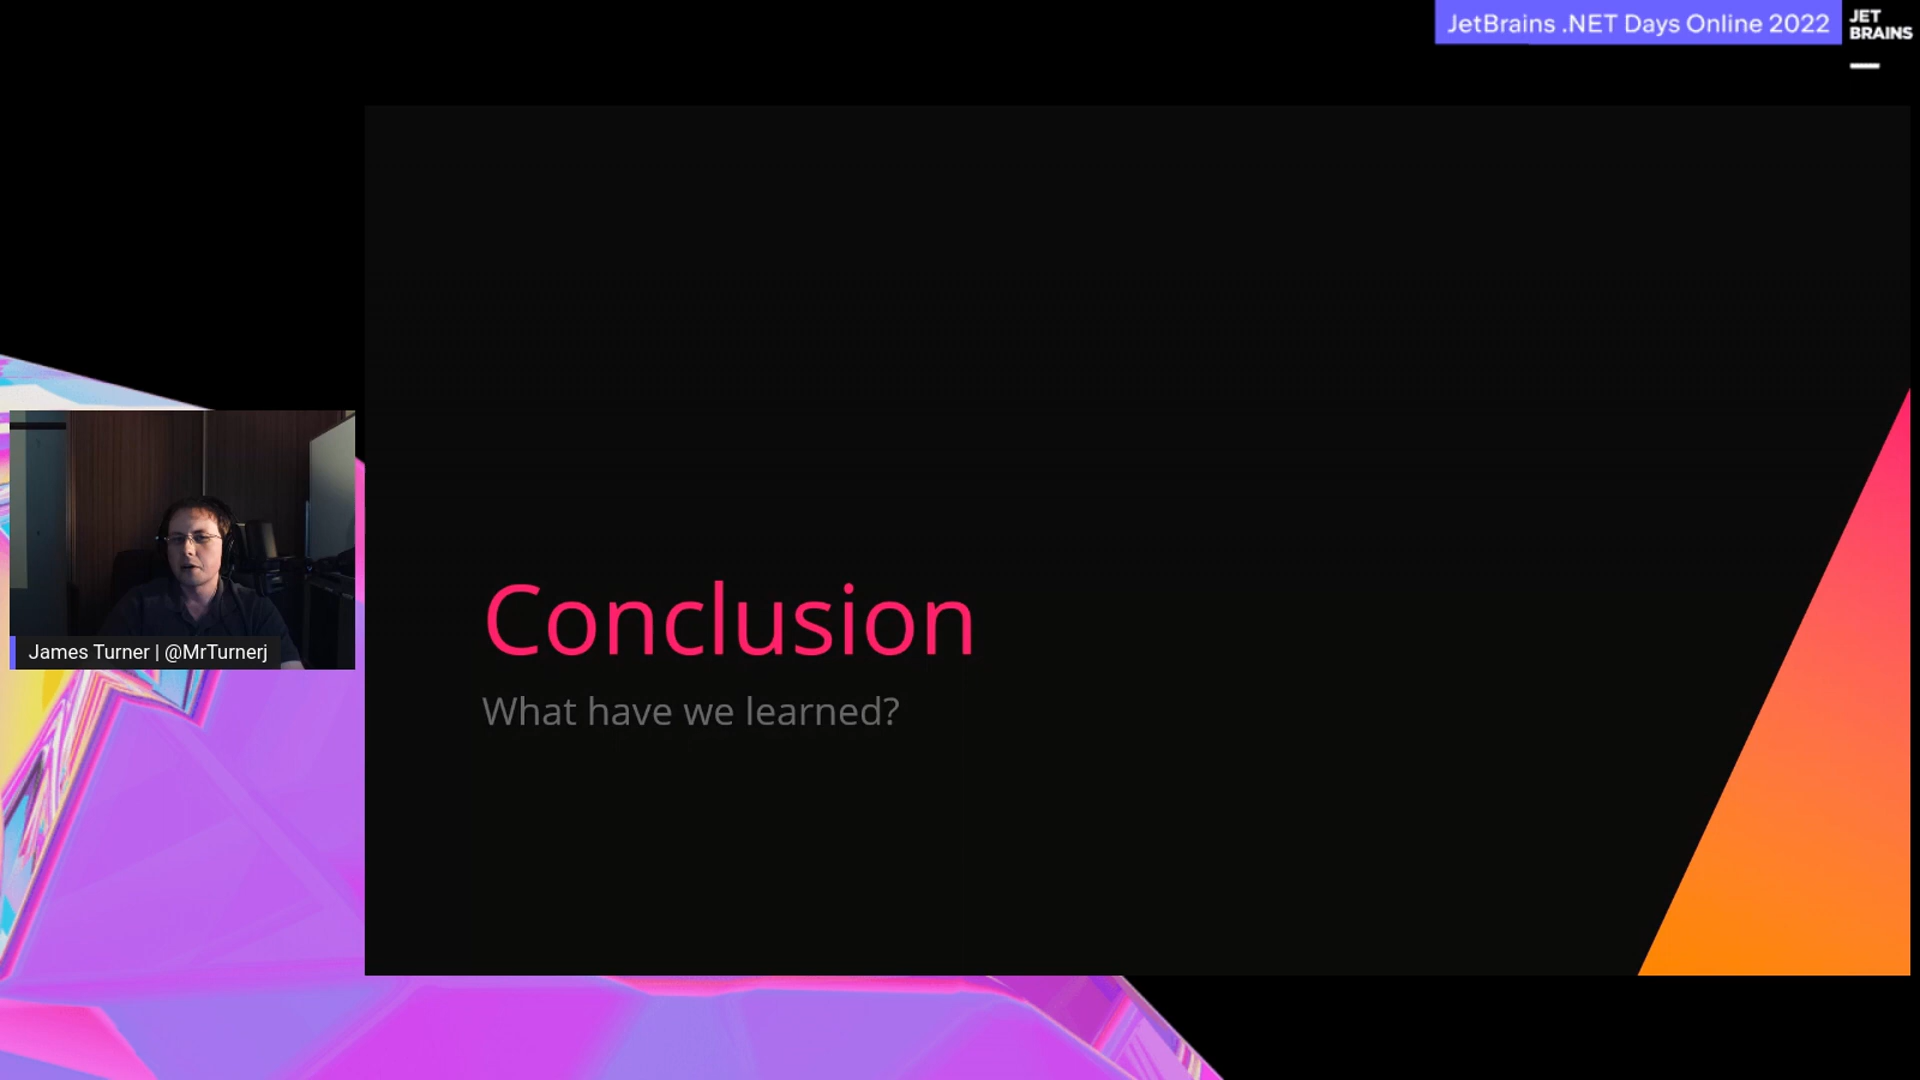 JetBrains .NET Days Online 2022
JET
BRAINS
James Turner | @MrTurnerj
Conclusion
What have we learned?